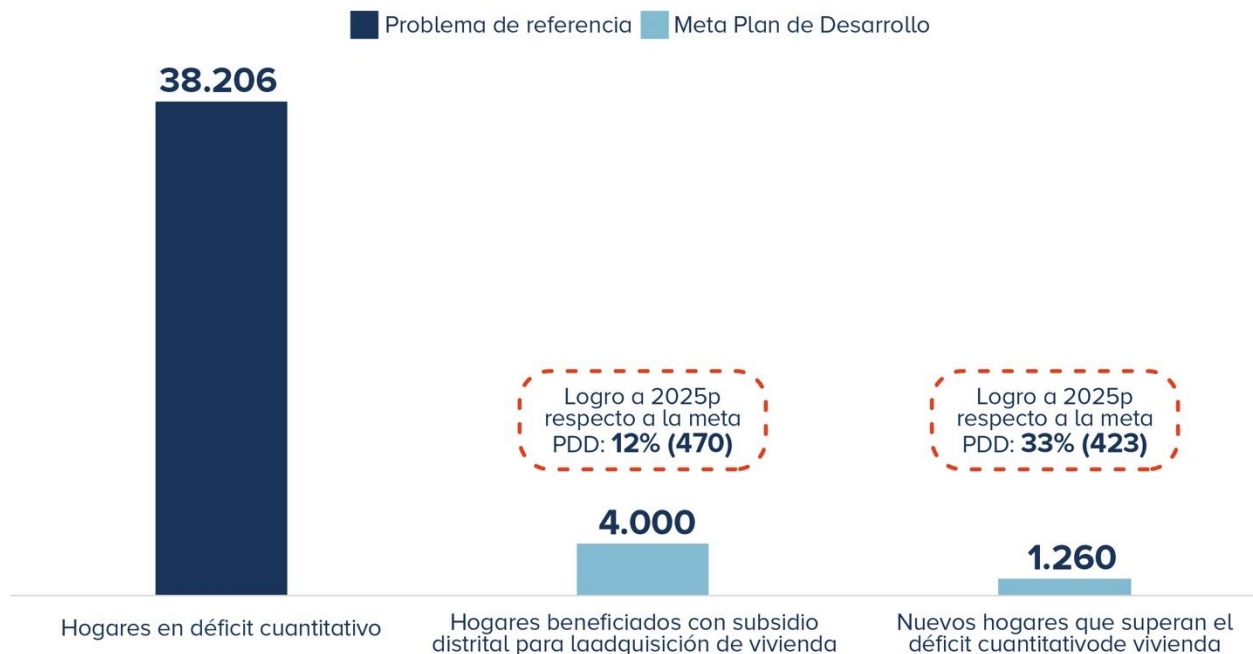 Problema de referencia
Meta Plan de Desarrollo
38.206
Logro a 2025p
respecto a la meta
PDD: 12% (470)
Logro a 2025p
respecto a la meta
PDD: 33% (423)
4.000
1.260
Hogares en déficit cuantitativo
Hogares beneficiados con subsidio
distrital para laadquisición de vivienda
Nuevos hogares que superan el
déficit cuantitativode vivienda